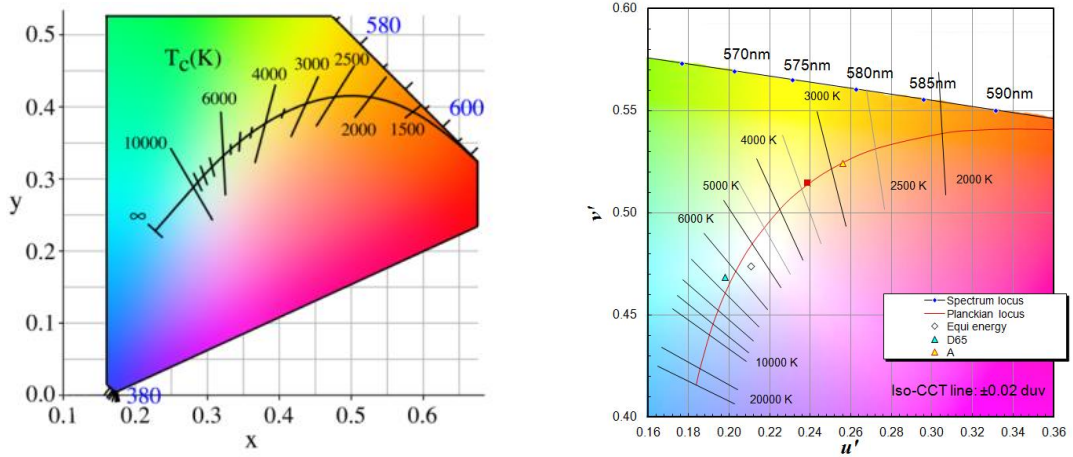 0.5
0.4
0.3
0.2
0.1
0.0
y
0.1
0.2
0.3
0.4
0.5
0.6
x
T_C(K)
580
600
380
∞
10000
6000
4000
3000
2500
2000
1500
0.60
0.55
0.50
0.45
0.40
v'
0.16
0.20
0.22
0.24
0.26
0.28
0.30
0.32
0.34
0.36
u'
570nm
575nm
580nm
585nm
590nm
3000 K
4000 K
5000 K
6000 K
2500 K
2000 K
10000 K
20000 K
Spectrum locus
Planckian locus
Equi energy
D65
A
Iso-CCT line: ±0.02 duv